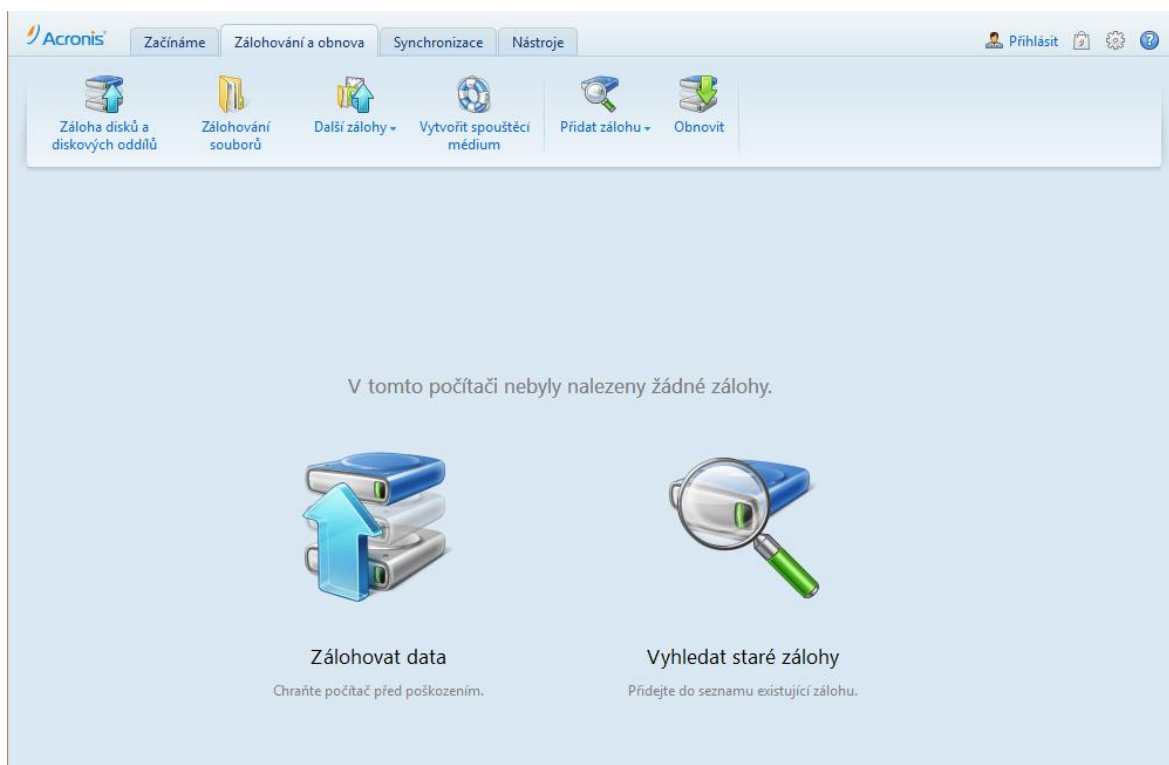 Acronis
Začínáme
Zálohování a obnova
Synchronizace
Nástroje
Přihlásit
Záloha disků a
diskových oddílů
Zálohování
souborů
Další zálohy
Vytvořit spouštěcí
médium
Přidat zálohu
Obnovit
V tomto počítači nebyly nalezeny žádné zálohy.
Zálohovat data
Chraňte počítač před poškozením.
Vyhledat staré zálohy
Přidejte do seznamu existující zálohu.